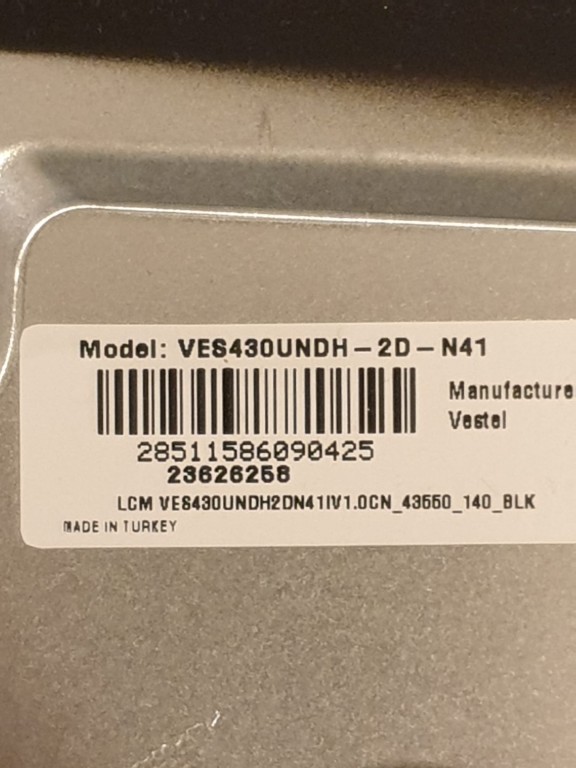 Model: VES430UNDH-2D-N41
Manufacture
Vestel
28511586090425
23626258
LCM VES430UNDH2DN41IV1.0CN_43550_140_BLK
MADE IN TURKEY